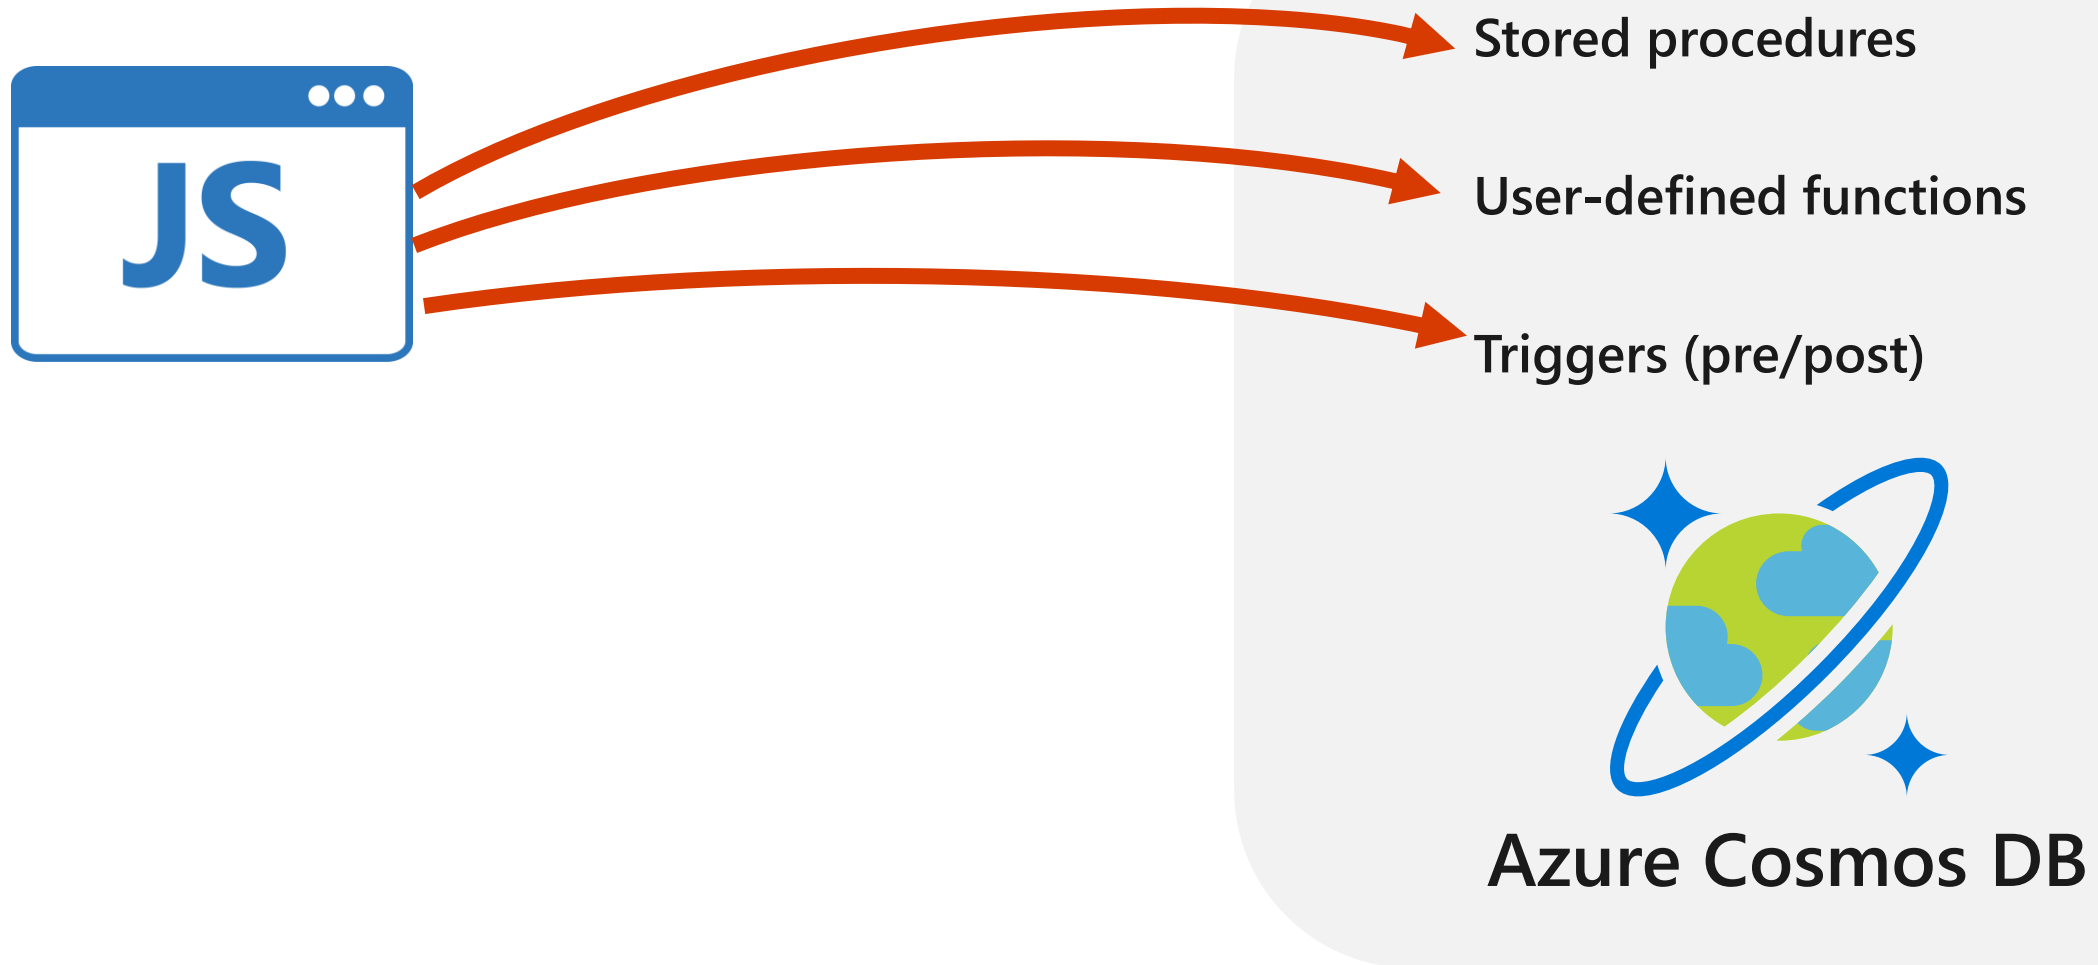 JS
Stored procedures
User-defined functions
Triggers (pre/post)
Azure Cosmos DB